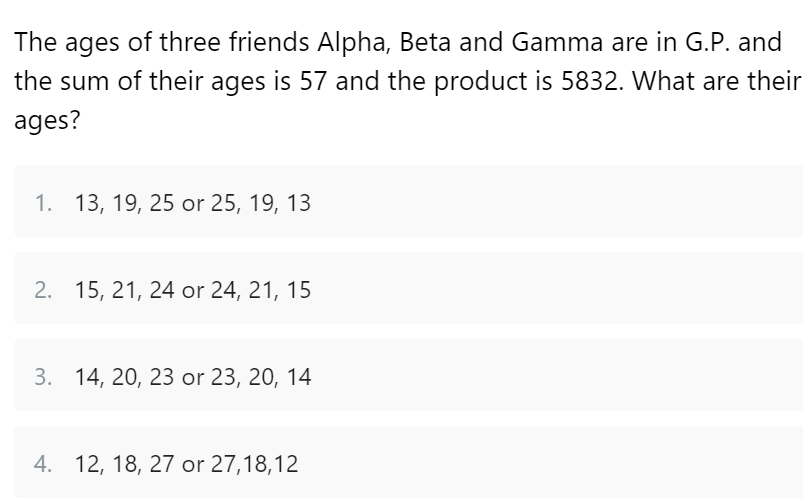 The ages of three friends Alpha, Beta and Gamma are in G.P. and
the sum of their ages is 57 and the product is 5832. What are their
ages?
1. 13, 19, 25 or 25, 19, 13
2. 15, 21, 24 or 24, 21, 15
3. 14, 20, 23 or 23, 20, 14
4. 12, 18, 27 or 27,18,12